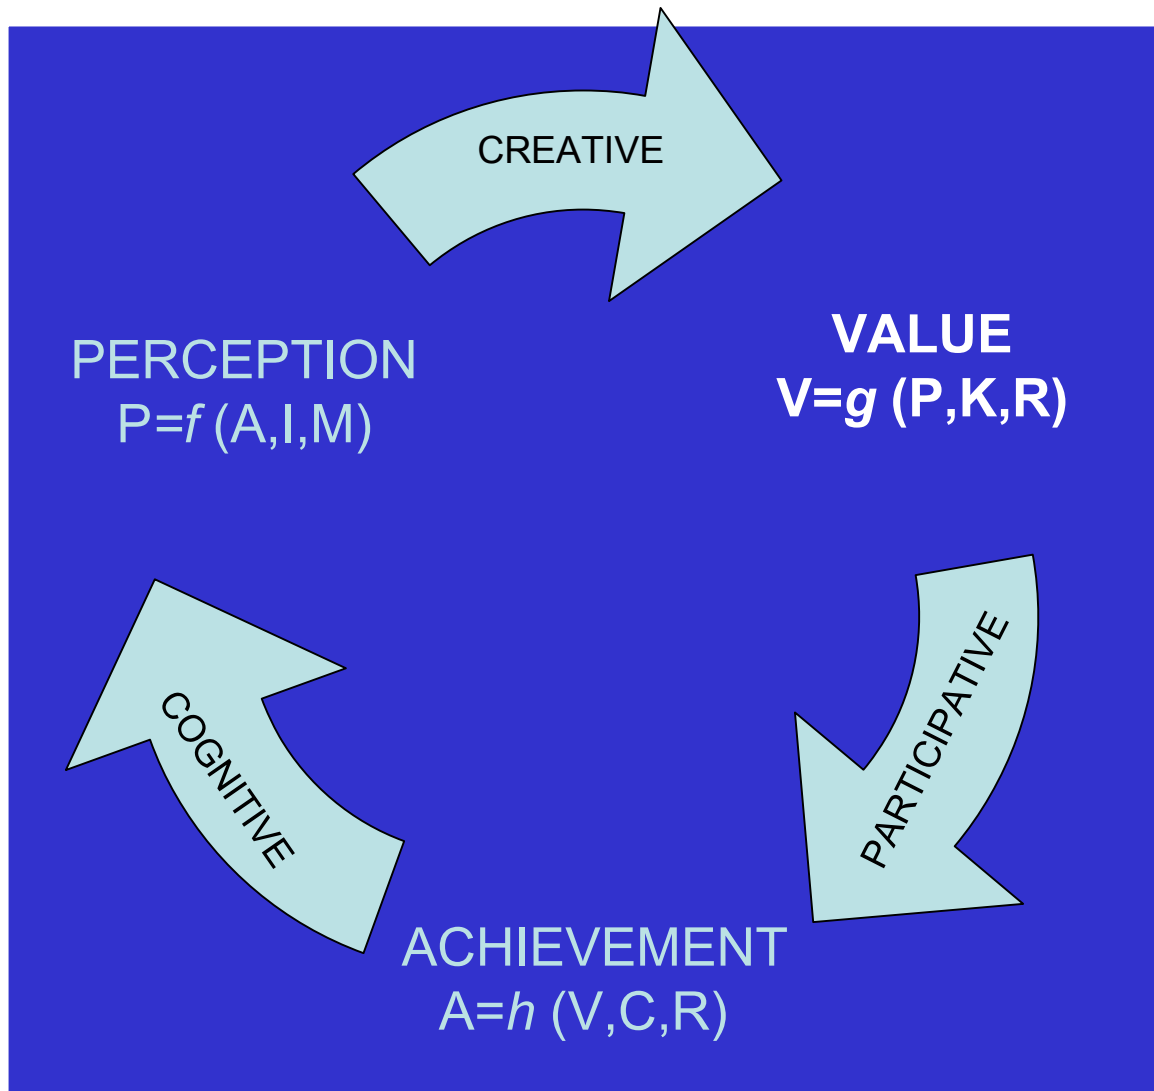 CREATIVE
PERCEPTION
P=f (A,I,M)
VALUE
V=g (P,K,R)
PARTICIPATIVE
COGNITIVE
ACHIEVEMENT
A=h (V,C,R)